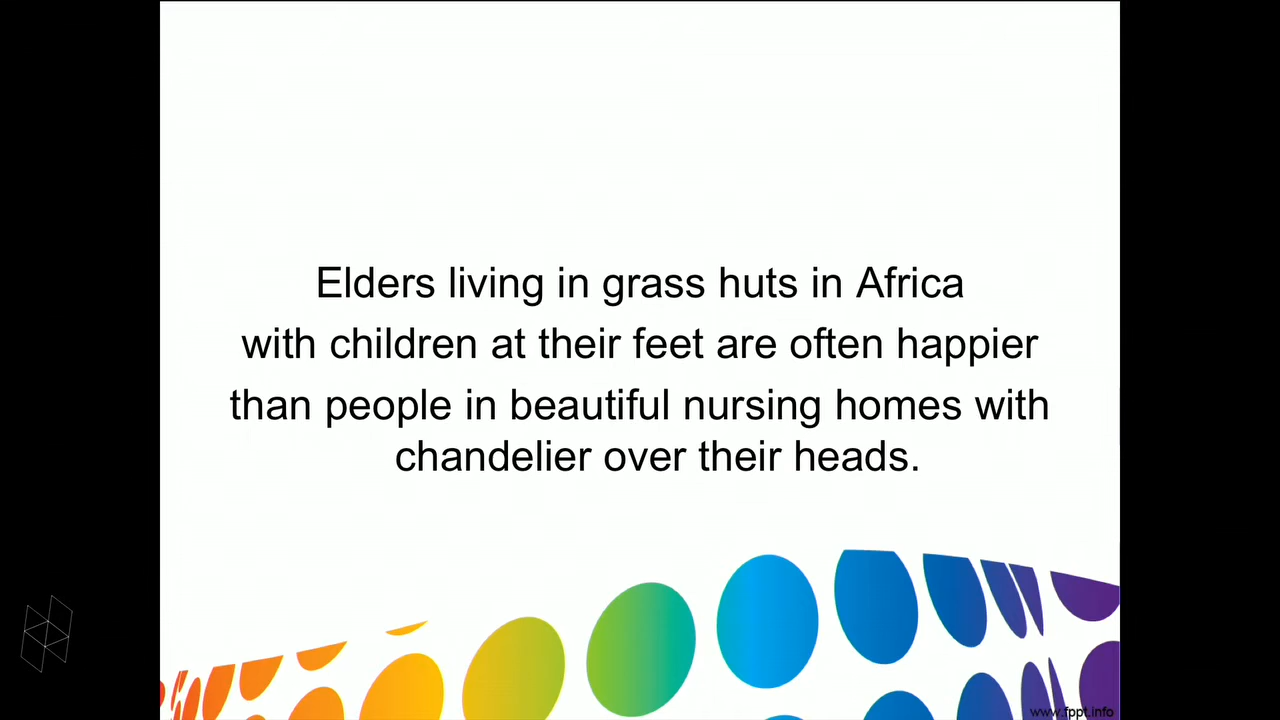 Elders living in grass huts in Africa
with children at their feet are often happier
than people in beautiful nursing homes with
chandelier over their heads.
www.fppt.info